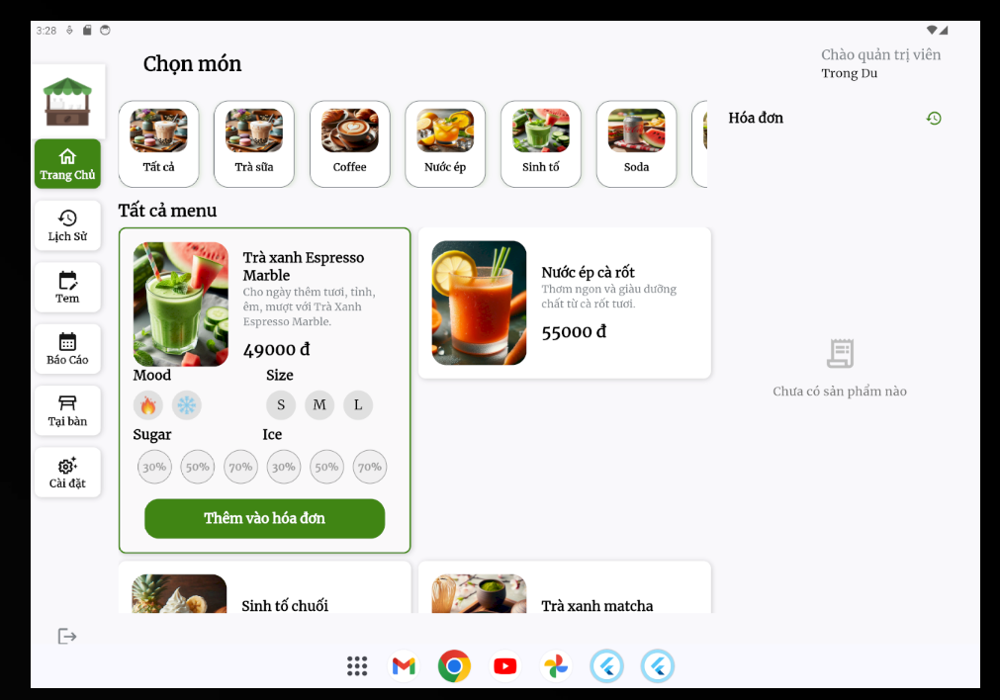 3:28
Chọn món
Chào quản trị viên
Trong Du
Trang Chủ
Lịch Sử
Tem
Báo Cáo
Tại bàn
Cài đặt
Tất cả
Trà sữa
Coffee
Nước ép
Sinh tố
Soda
Hóa đơn
Tất cả menu
Trà xanh Espresso
Marble
Cho ngày thêm tươi, tỉnh,
êm, mượt với Trà Xanh
Espresso Marble.
49000 đ
Mood
Size
S M L
Sugar
Ice
30% 50% 70% 30% 50% 70%
Thêm vào hóa đơn
Nước ép cà rốt
Thơm ngon và giàu dưỡng
chất từ cà rốt tươi.
55000 đ
Chưa có sản phẩm nào
Sinh tố chuối
Trà xanh matcha